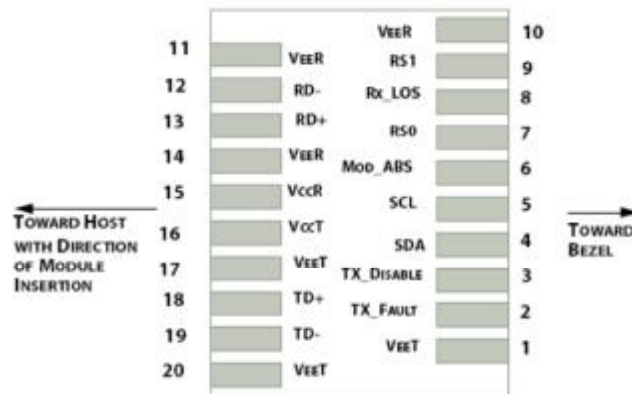 VEER 10
11 VEER
RS1 9
12 RD-
Rx_LOS 8
13 RD+
RS0 7
14 VEER
MOD_ABS 6
15 VCCR
SCL 5
TOWARD HOST
WITH DIRECTION
OF MODULE
INSERTION
16 VCCT
SDA 4
TOWARD
BEZEL
17 VEET
TX_DISABLE 3
18 TD+
TX_FAULT 2
19 TD-
VEET 1
20 VEET